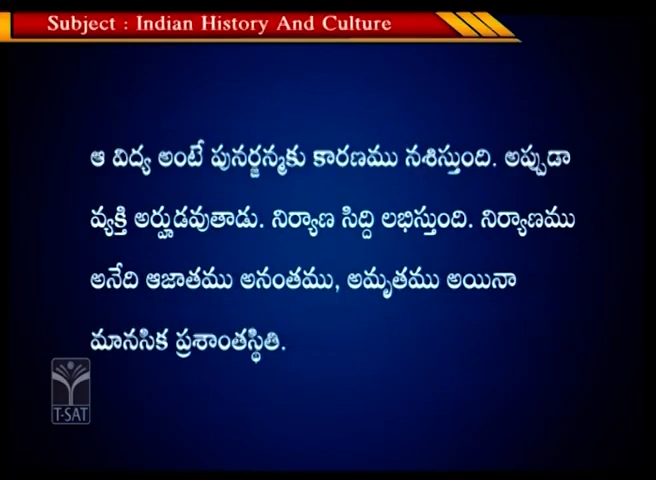 Subject : Indian History And Culture
ఆ విద్య అంటే పునర్జన్మకు కారణము నశిస్తుంది. అప్పుడా
వ్యక్తి అర్హుడవుతాడు. నిర్యాణ సిద్ది లభిస్తుంది. నిర్యాణము
అనేది ఆజాతము అనంతము, అమృతము అయినా
మానసిక ప్రశాంతస్థితి.
T-SAT